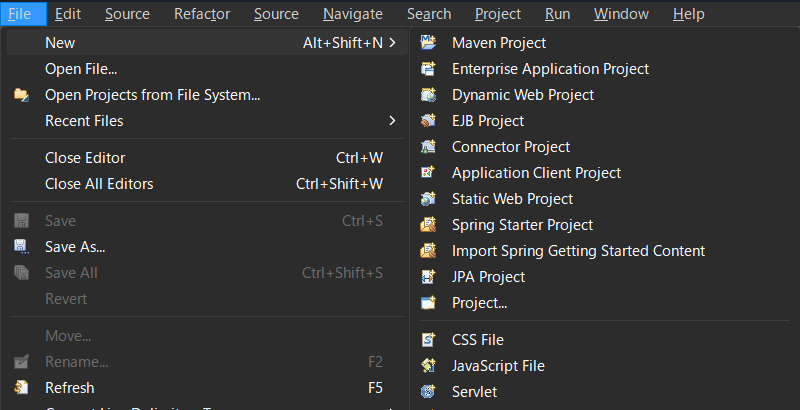 File Edit Source Refactor Source Navigate Search Project Run Window Help
New Alt+Shift+N
Open File...
Open Projects from File System...
Recent Files
Close Editor Ctrl+W
Close All Editors Ctrl+Shift+W
Save Ctrl+S
Save As...
Save All Ctrl+Shift+S
Revert
Move...
Rename... F2
Refresh F5
Maven Project
Enterprise Application Project
Dynamic Web Project
EJB Project
Connector Project
Application Client Project
Static Web Project
Spring Starter Project
Import Spring Getting Started Content
JPA Project
Project...
CSS File
JavaScript File
Servlet